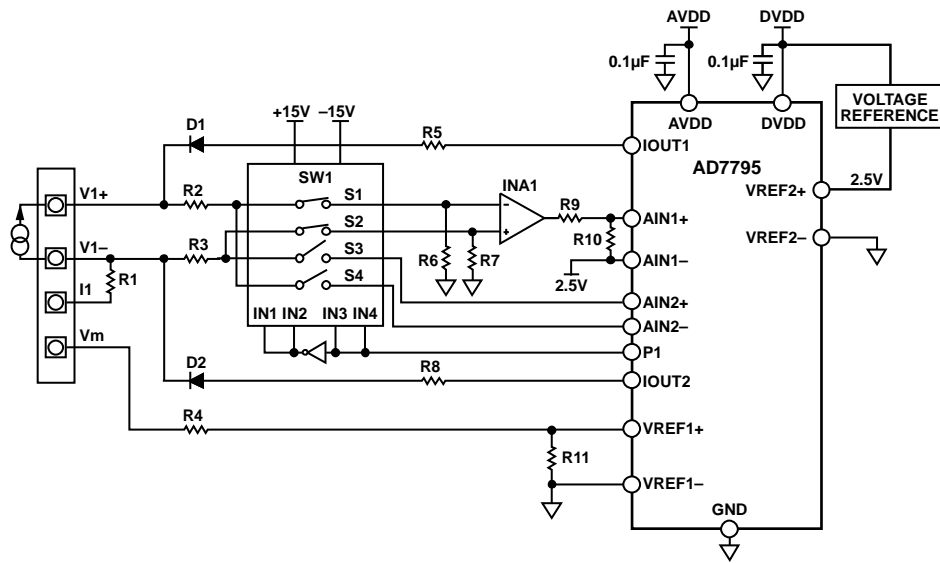 AVDD DVDD
0.1µF 0.1µF
VOLTAGE
REFERENCE
+15V –15V
AVDD DVDD
D1 R5 IOUT1
AD7795
SW1
V1+ R2 S1 INA1 VREF2+ 2.5V
R9
S2 – AIN1+
+ R10
V1– R3 S3 R6 R7 VREF2–
AIN1–
R1 S4 2.5V
I1 AIN2+
IN1 IN2 IN3 IN4 AIN2–
Vm P1
D2 R8 IOUT2
R4 VREF1+
R11
VREF1–
GND